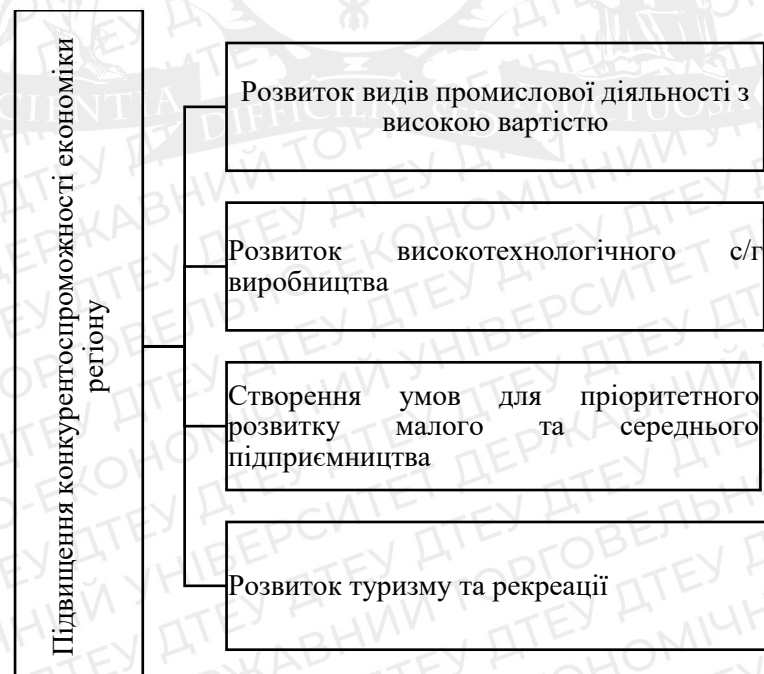 Підвищення конкурентоспроможності економіки
регіону
Розвиток видів промислової діяльності з
високою вартістю
Розвиток високотехнологічного с/г
виробництва
Створення умов для пріоритетного
розвитку малого та середнього
підприємництва
Розвиток туризму та рекреації